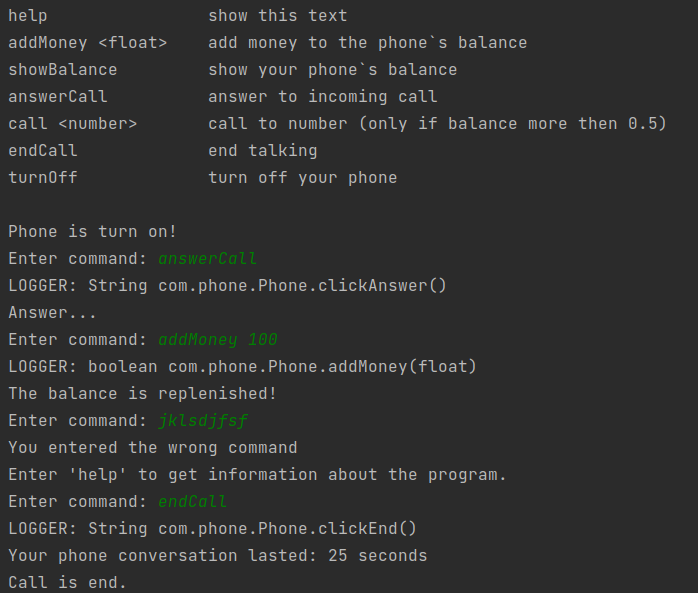 help                show this text
addMoney <float>    add money to the phone`s balance
showBalance         show your phone`s balance
answerCall          answer to incoming call
call <number>       call to number (only if balance more then 0.5)
endCall             end talking
turnOff             turn off your phone

Phone is turn on!
Enter command: answerCall
LOGGER: String com.phone.Phone.clickAnswer()
Answer...
Enter command: addMoney 100
LOGGER: boolean com.phone.Phone.addMoney(float)
The balance is replenished!
Enter command: jklsdjfsf
You entered the wrong command
Enter 'help' to get information about the program.
Enter command: endCall
LOGGER: String com.phone.Phone.clickEnd()
Your phone conversation lasted: 25 seconds
Call is end.